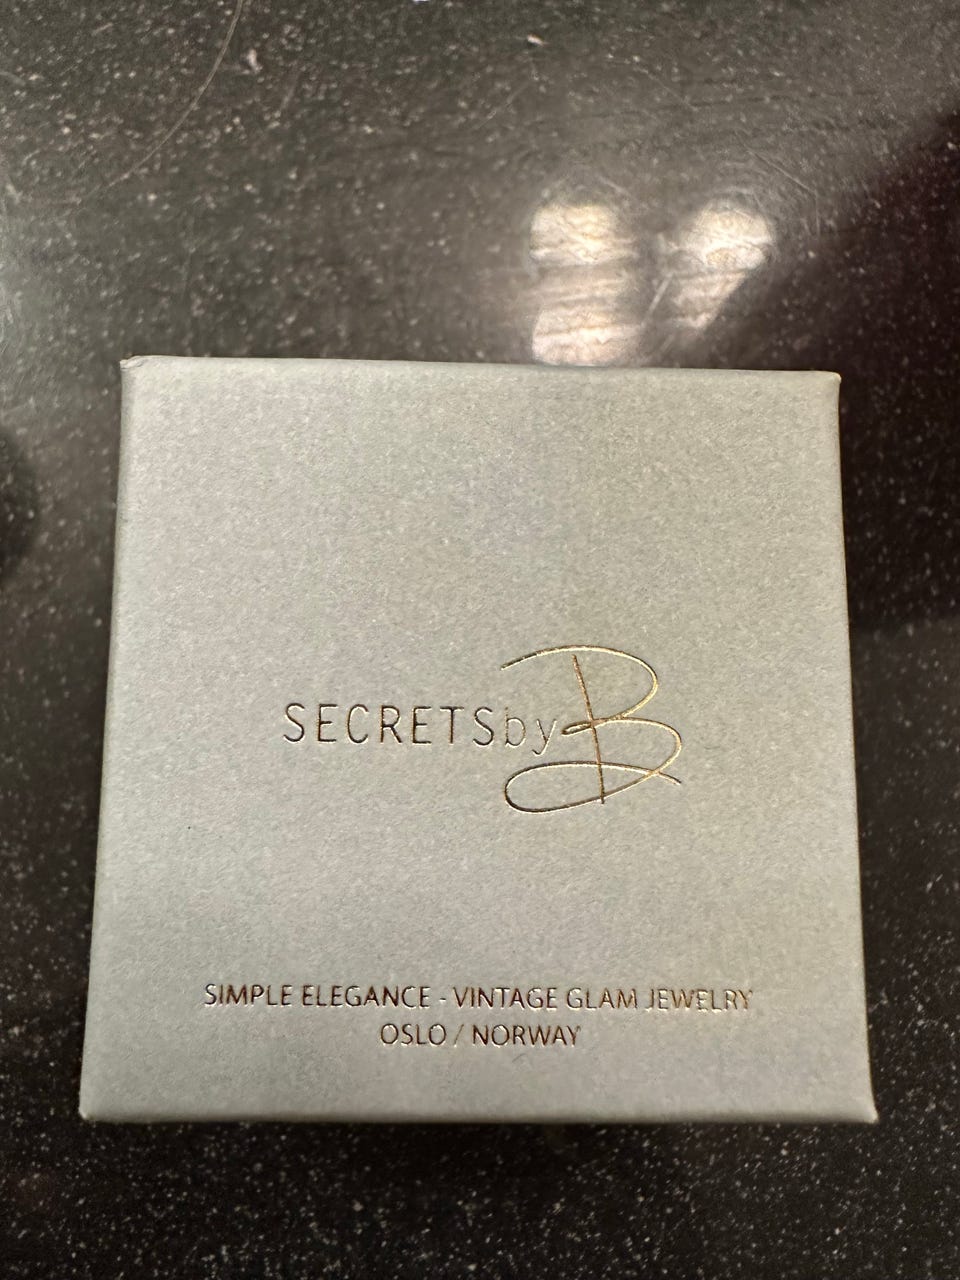 SECRETSbyB
SIMPLE ELEGANCE - VINTAGE GLAM JEWELRY
OSLO / NORWAY